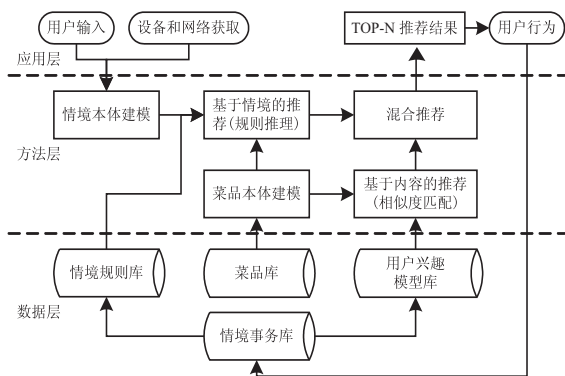 用户输入
设备和网络获取
TOP-N 推荐结果
用户行为
应用层
情境本体建模
基于情境的推
荐(规则推理)
混合推荐
方法层
菜品本体建模
基于内容的推荐
(相似度匹配)
情境规则库
菜品库
用户兴趣
模型库
数据层
情境事务库